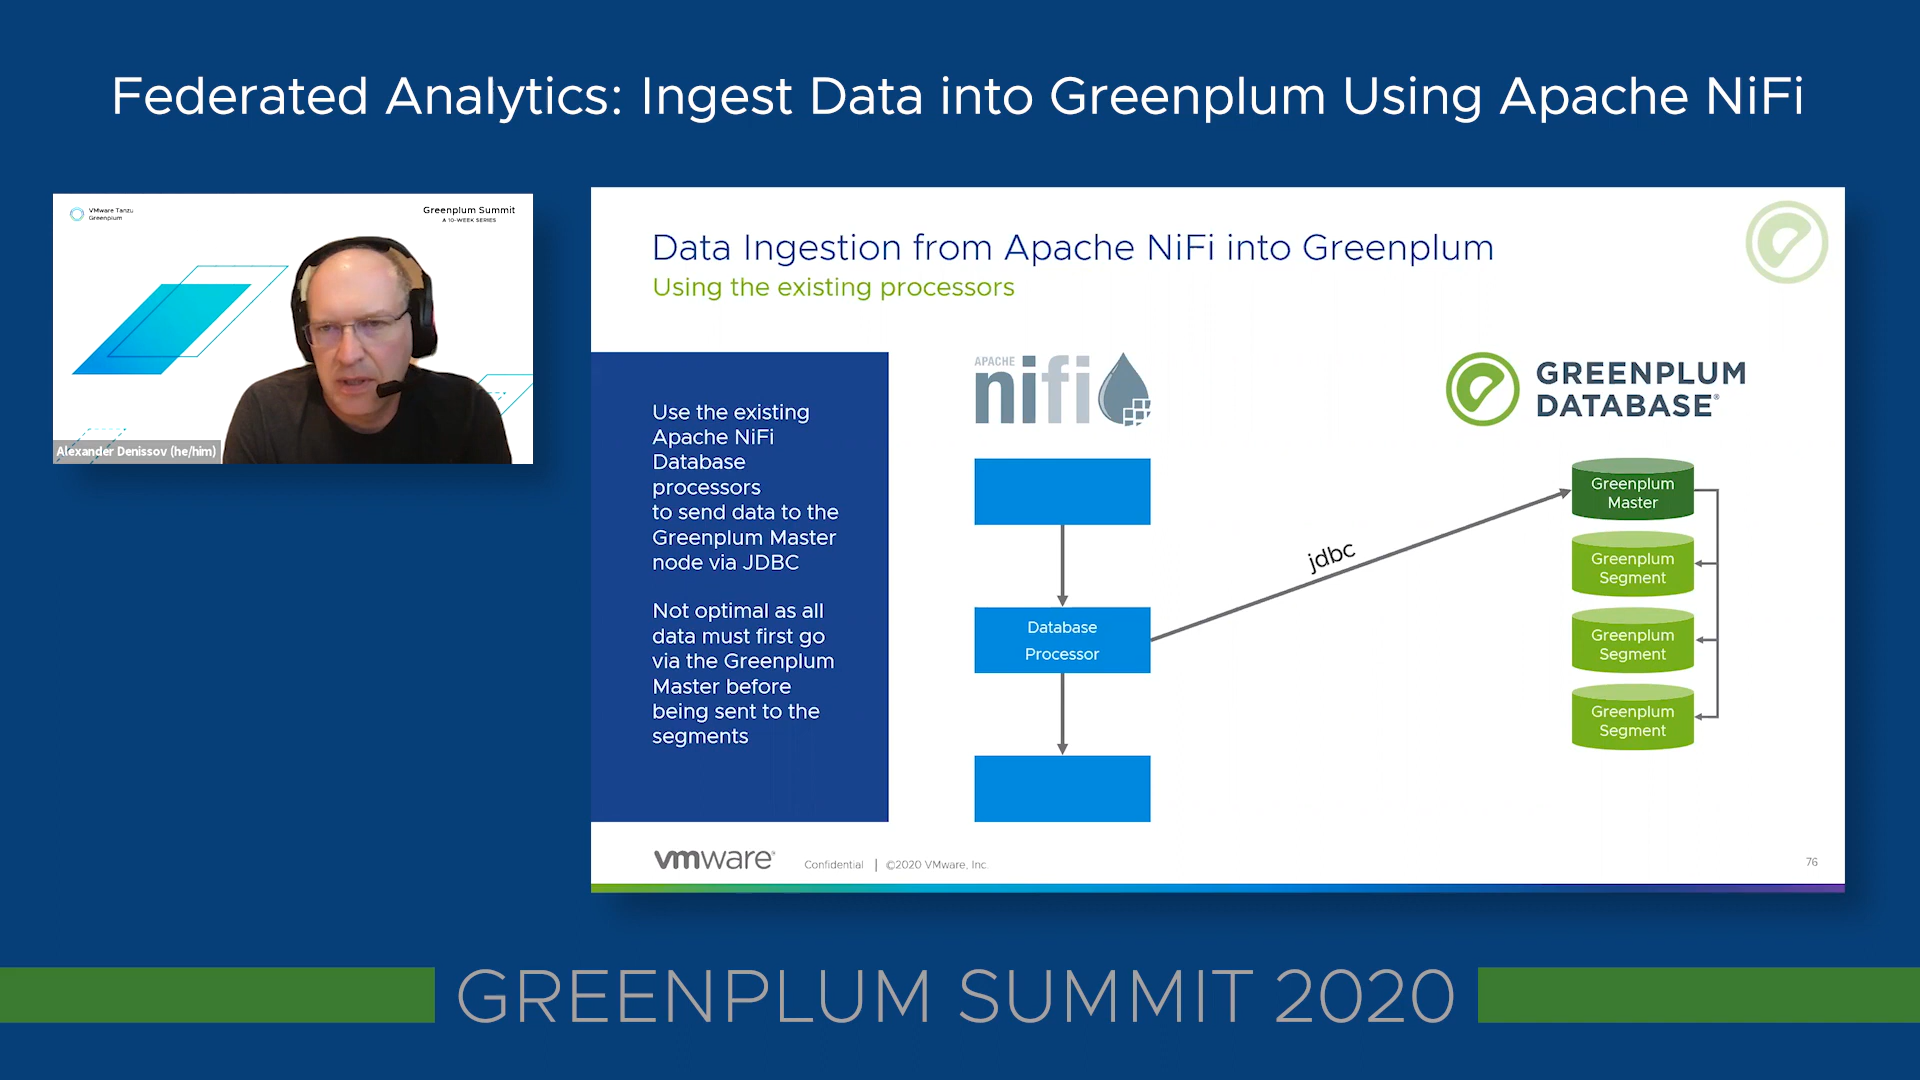 Federated Analytics: Ingest Data into Greenplum Using Apache NiFi
VMware Tanzu
Greenplum
Greenplum Summit
A 10-WEEK SERIES
Alexander Denissov (he/him)
Data Ingestion from Apache NiFi into Greenplum
Using the existing processors
Use the existing
Apache NiFi
Database
processors
to send data to the
Greenplum Master
node via JDBC
Not optimal as all
data must first go
via the Greenplum
Master before
being sent to the
segments
APACHE
nifi
Database
Processor
jdbc
GREENPLUM
DATABASE®
Greenplum
Master
Greenplum
Segment
Greenplum
Segment
Greenplum
Segment
vmware®
Confidential | ©2020 VMware, Inc.
76
GREENPLUM SUMMIT 2020